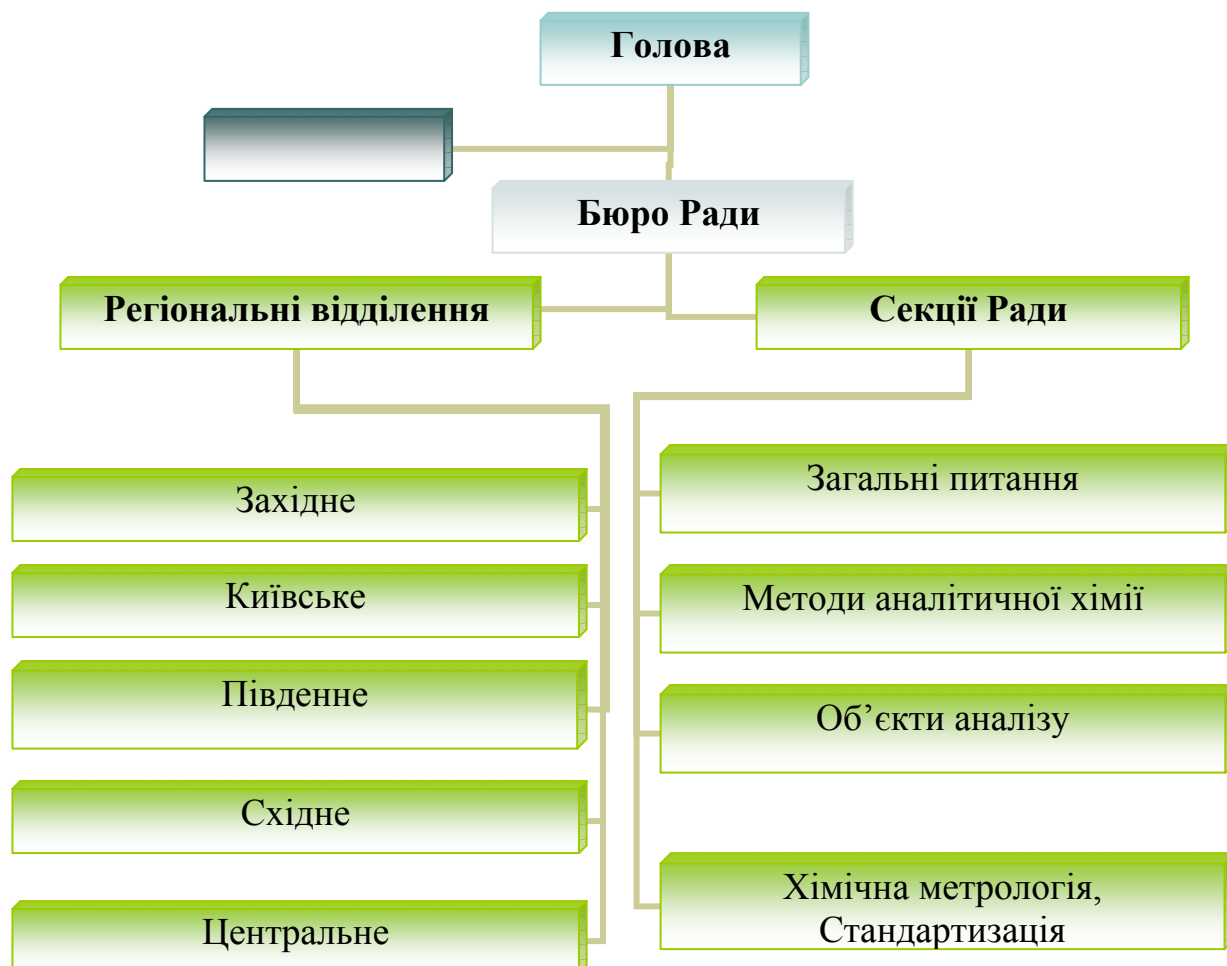 Голова
Бюро Ради
Регіональні відділення
Секції Ради
Західне
Київське
Південне
Східне
Центральне
Загальні питання
Методи аналітичної хімії
Об’єкти аналізу
Хімічна метрологія,
Стандартизація